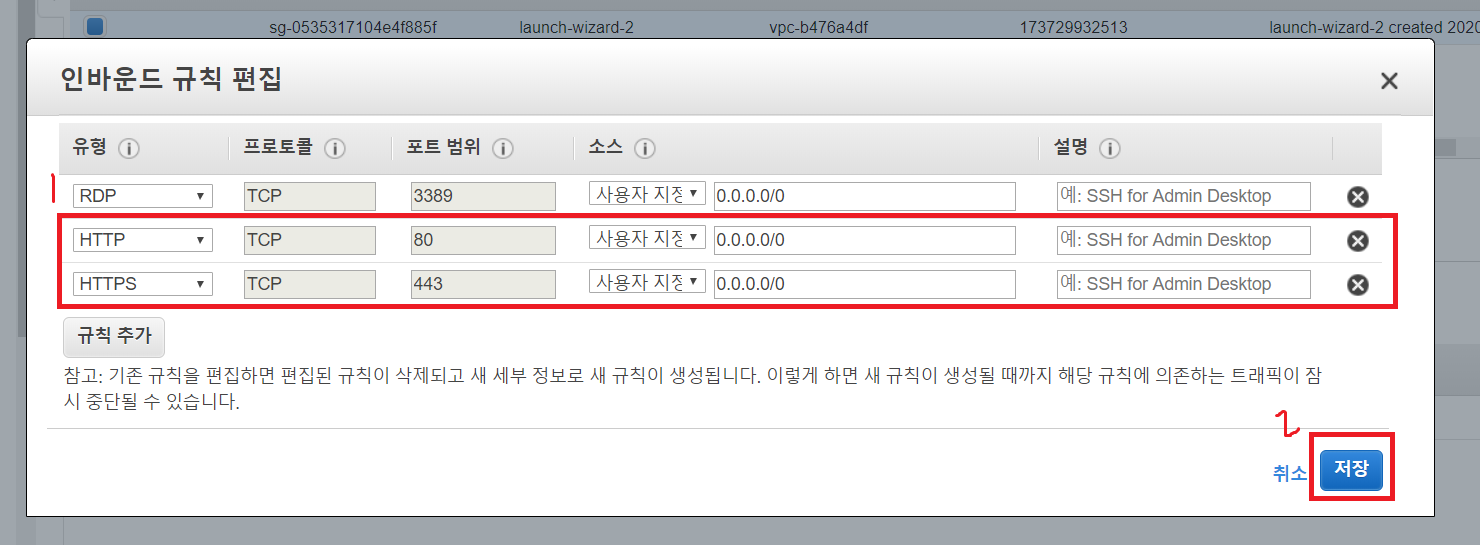 sg-0535317104e4f885f launch-wizard-2 vpc-b476a4df 173729932513 launch-wizard-2 created 2020
인바운드 규칙 편집
유형 프로토콜 포트 범위 소스 설명
1
RDP TCP 3389 사용자 지정 0.0.0.0/0 예: SSH for Admin Desktop
HTTP TCP 80 사용자 지정 0.0.0.0/0 예: SSH for Admin Desktop
HTTPS TCP 443 사용자 지정 0.0.0.0/0 예: SSH for Admin Desktop
규칙 추가
참고: 기존 규칙을 편집하면 편집된 규칙이 삭제되고 새 세부 정보로 새 규칙이 생성됩니다. 이렇게 하면 새 규칙이 생성될 때까지 해당 규칙에 의존하는 트래픽이 잠
시 중단될 수 있습니다.
2
취소 저장